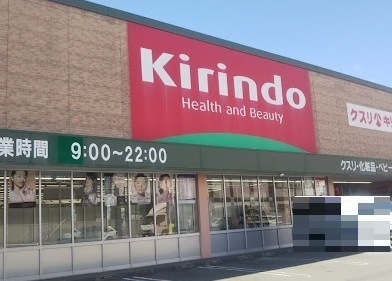 Kirindo
Health and Beauty
クスリ
業時間 9:00~22:00
クスリ・化粧品・ベビー